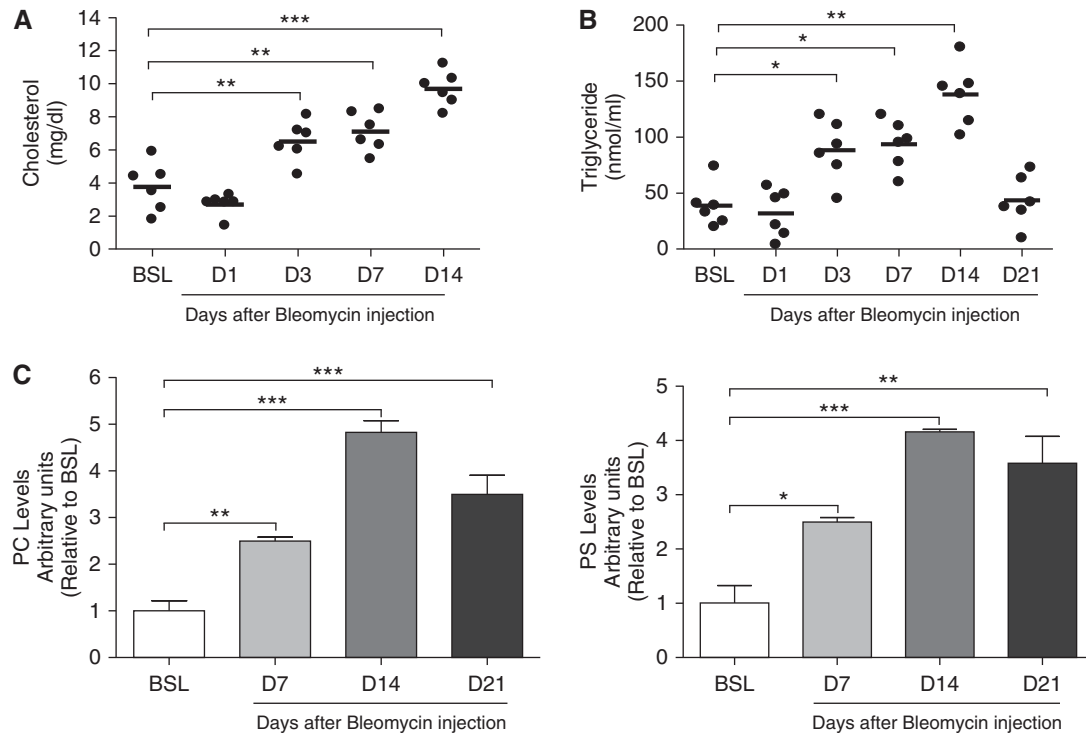 A
Cholesterol
(mg/dl)
14
12
10
8
6
4
2
0
***
**
**
BSL
D1
D3
D7
D14
Days after Bleomycin injection
B
Triglyceride
(nmol/ml)
200
150
100
50
0
**
*
*
BSL
D1
D3
D7
D14
D21
Days after Bleomycin injection
C
PC Levels
Arbitrary units
(Relative to BSL)
6
5
4
3
2
1
0
***
***
**
BSL
D7
D14
D21
Days after Bleomycin injection
PS Levels
Arbitrary units
(Relative to BSL)
5
4
3
2
1
0
**
***
*
BSL
D7
D14
D21
Days after Bleomycin injection